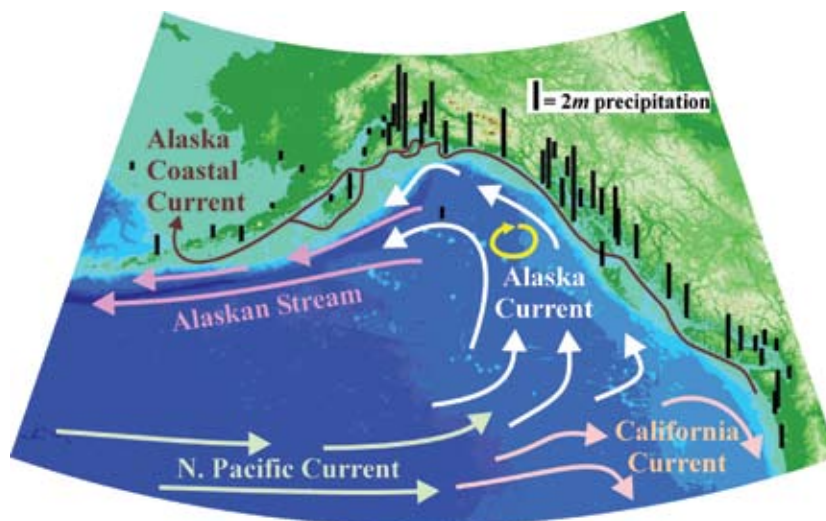 = 2m precipitation
Alaska
Coastal
Current
Alaska
Current
Alaskan Stream
California
Current
N. Pacific Current